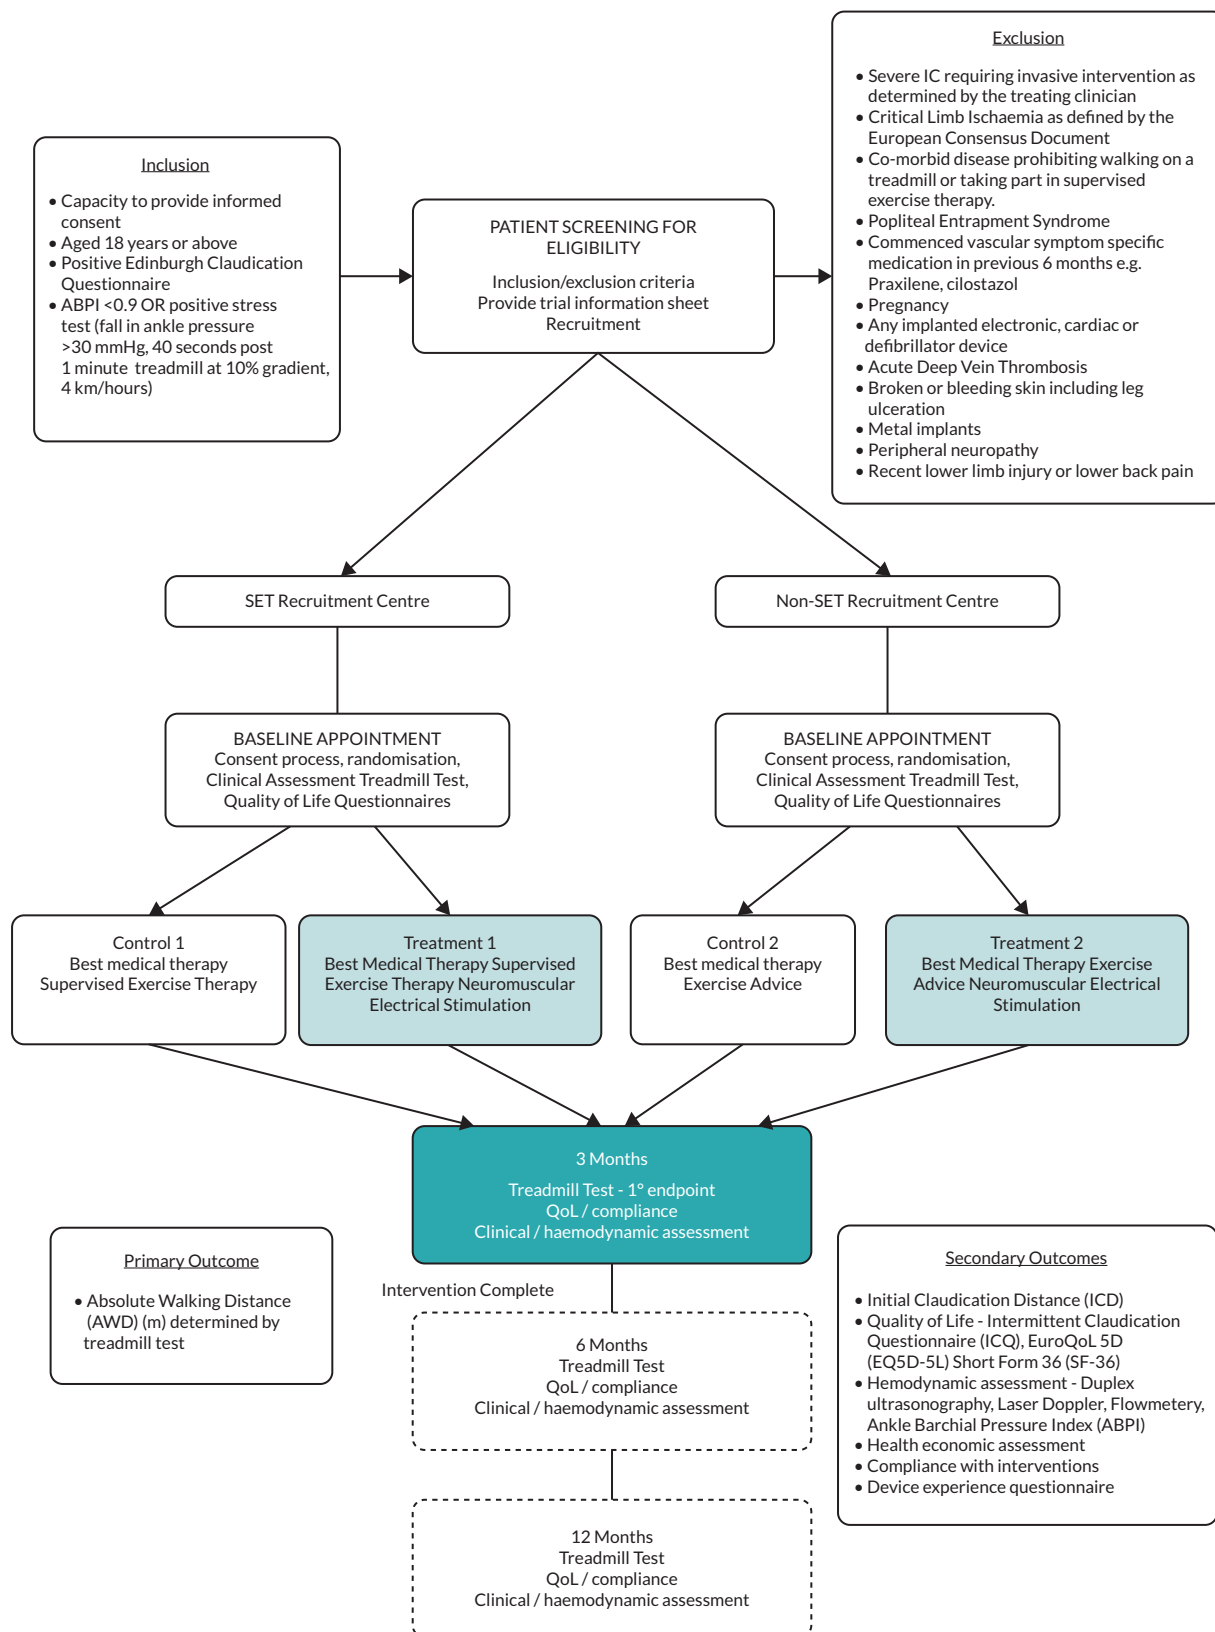 Exclusion
• Severe IC requiring invasive intervention as
determined by the treating clinician
• Critical Limb Ischaemia as defined by the
European Consensus Document
• Co-morbid disease prohibiting walking on a
treadmill or taking part in supervised
exercise therapy.
• Popliteal Entrapment Syndrome
• Commenced vascular symptom specific
medication in previous 6 months e.g.
Praxilene, cilostazol
• Pregnancy
• Any implanted electronic, cardiac or
defibrillator device
• Acute Deep Vein Thrombosis
• Broken or bleeding skin including leg
ulceration
• Metal implants
• Peripheral neuropathy
• Recent lower limb injury or lower back pain
Inclusion
• Capacity to provide informed
consent
• Aged 18 years or above
• Positive Edinburgh Claudication
Questionnaire
• ABPI <0.9 OR positive stress
test (fall in ankle pressure
>30 mmHg, 40 seconds post
1 minute treadmill at 10% gradient,
4 km/hours)
PATIENT SCREENING FOR
ELIGIBILITY
Inclusion/exclusion criteria
Provide trial information sheet
Recruitment
SET Recruitment Centre
Non-SET Recruitment Centre
BASELINE APPOINTMENT
Consent process, randomisation,
Clinical Assessment Treadmill Test,
Quality of Life Questionnaires
BASELINE APPOINTMENT
Consent process, randomisation,
Clinical Assessment Treadmill Test,
Quality of Life Questionnaires
Control 1
Best medical therapy
Supervised Exercise Therapy
Treatment 1
Best Medical Therapy Supervised
Exercise Therapy Neuromuscular
Electrical Stimulation
Control 2
Best medical therapy
Exercise Advice
Treatment 2
Best Medical Therapy Exercise
Advice Neuromuscular Electrical
Stimulation
3 Months
Treadmill Test - 1° endpoint
QoL / compliance
Clinical / haemodynamic assessment
Primary Outcome
• Absolute Walking Distance
(AWD) (m) determined by
treadmill test
Intervention Complete
6 Months
Treadmill Test
QoL / compliance
Clinical / haemodynamic assessment
12 Months
Treadmill Test
QoL / compliance
Clinical / haemodynamic assessment
Secondary Outcomes
• Initial Claudication Distance (ICD)
• Quality of Life - Intermittent Claudication
Questionnaire (ICQ), EuroQoL 5D
(EQ5D-5L) Short Form 36 (SF-36)
• Hemodynamic assessment - Duplex
ultrasonography, Laser Doppler, Flowmetery,
Ankle Barchial Pressure Index (ABPI)
• Health economic assessment
• Compliance with interventions
• Device experience questionnaire